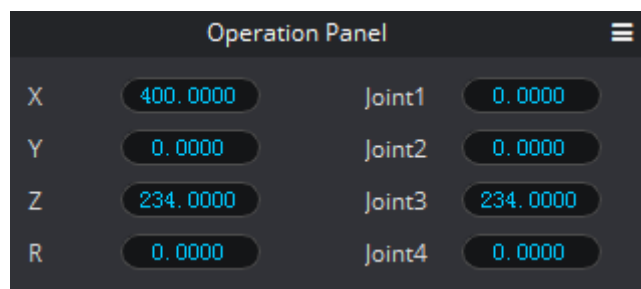 Operation Panel
X 400.0000 Joint1 0.0000
Y 0.0000 Joint2 0.0000
Z 234.0000 Joint3 234.0000
R 0.0000 Joint4 0.0000